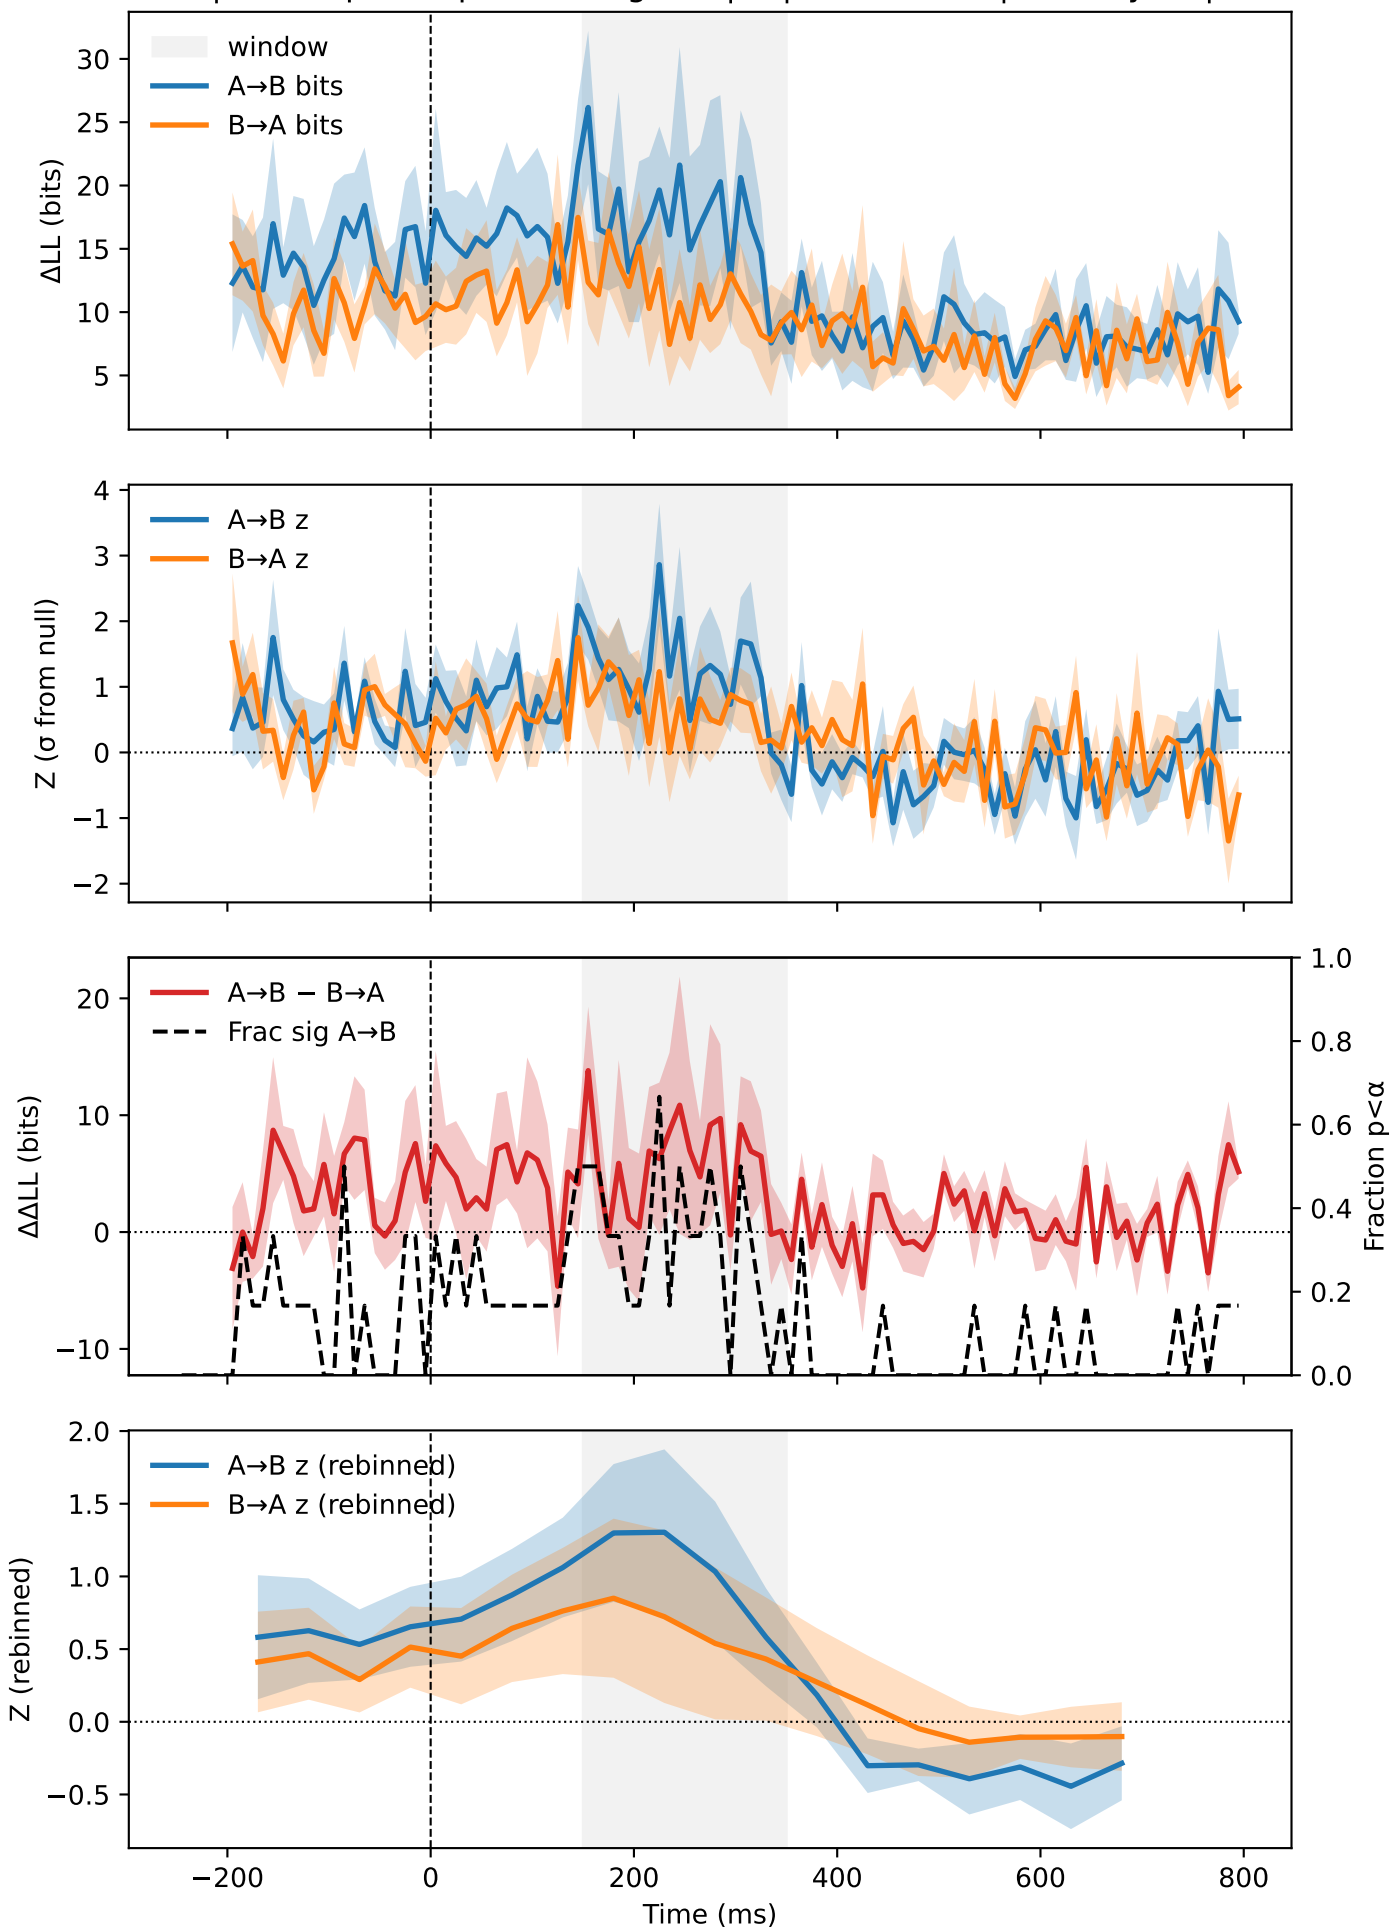 window
A→B bits
B→A bits
ΔLL (bits)
30
25
20
15
10
5
A→B z
B→A z
Z (σ from null)
4
3
2
1
0
−1
−2
A→B − B→A
Frac sig A→B
ΔΔLL (bits)
20
10
0
−10
1.0
0.8
0.6
0.4
0.2
0.0
Fraction p<α
A→B z (rebinned)
B→A z (rebinned)
Z (rebinned)
2.0
1.5
1.0
0.5
0.0
−0.5
−200 0 200 400 600 800
Time (ms)